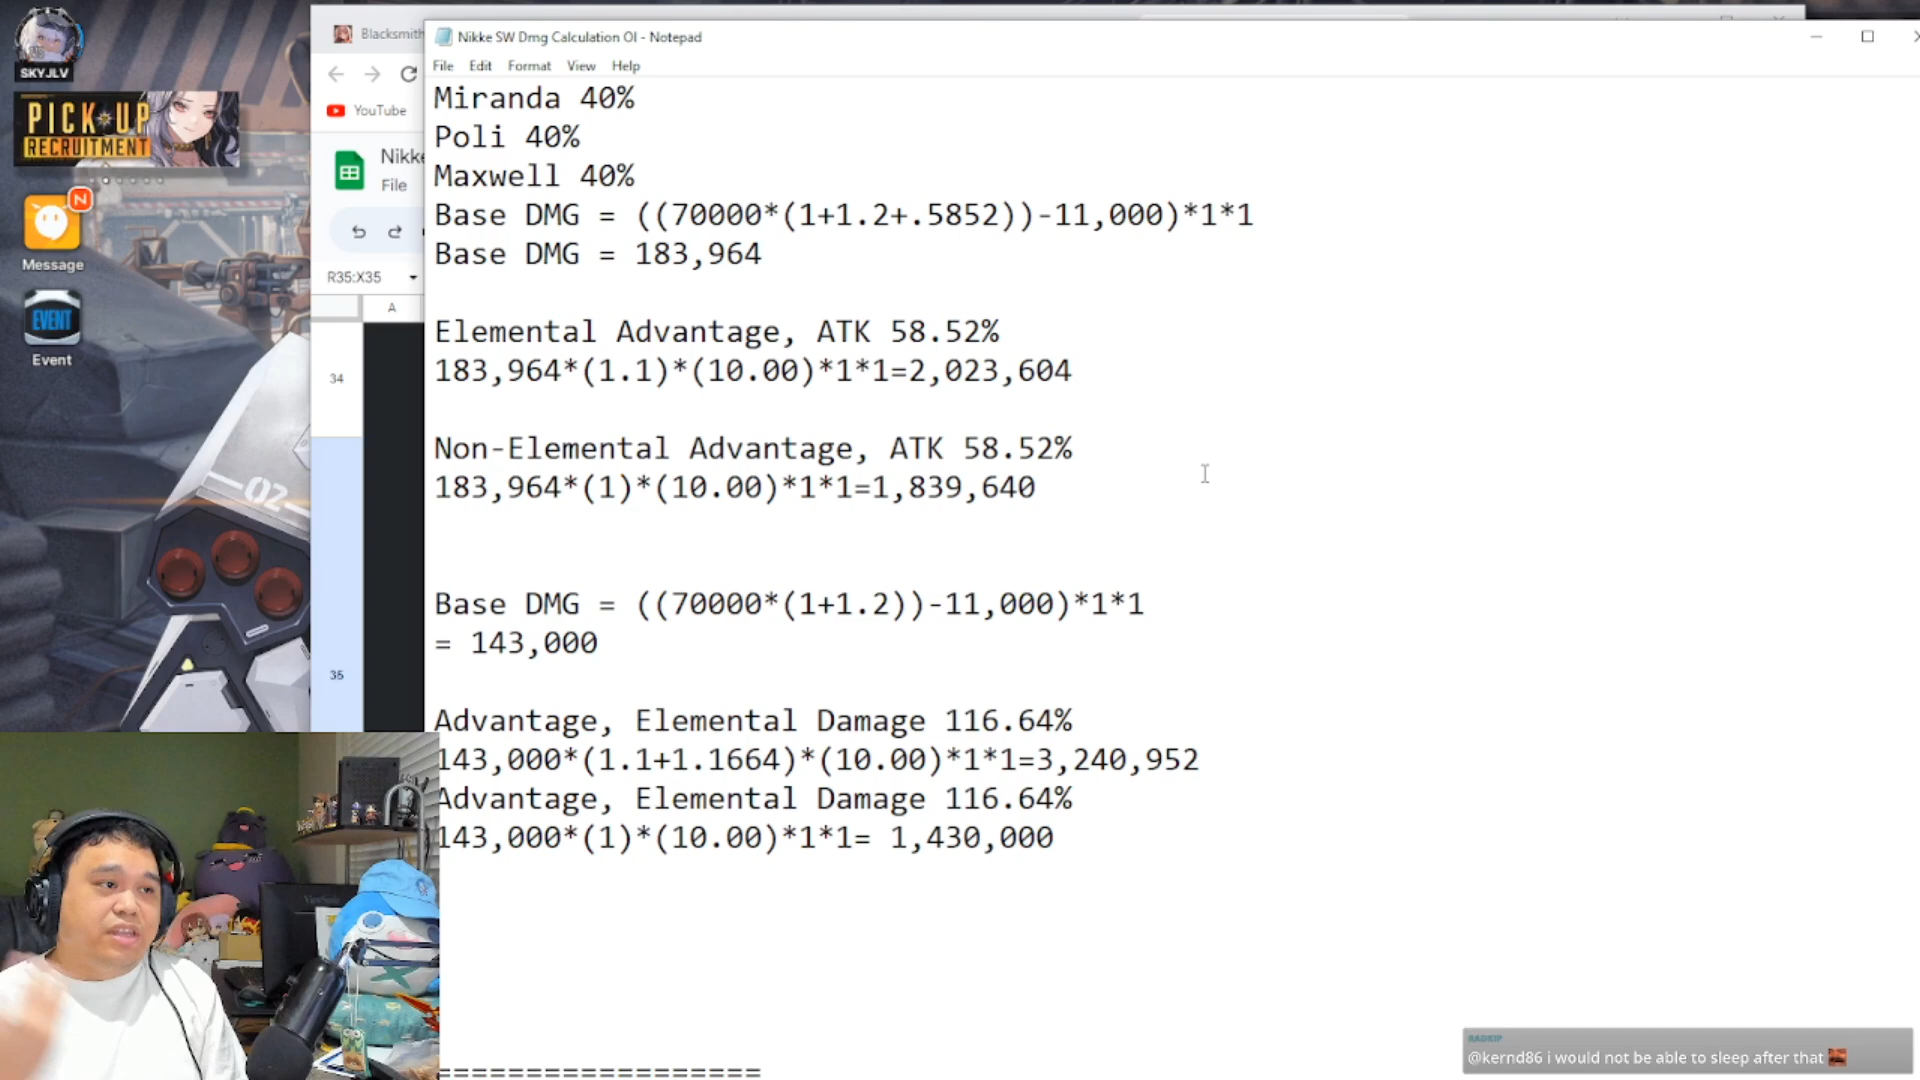 SKYJLV
PICK UP
RECRUITMENT
N
Message
EVENT
Event
02
Blacksmith
YouTube
Nikke
File
R35:X35
A
34
35
Nikke SW Dmg Calculation OI - Notepad
File Edit Format View Help
Miranda 40%
Poli 40%
Maxwell 40%
Base DMG = ((70000*(1+1.2+.5852))-11,000)*1*1
Base DMG = 183,964
Elemental Advantage, ATK 58.52%
183,964*(1.1)*(10.00)*1*1=2,023,604
Non-Elemental Advantage, ATK 58.52%
183,964*(1)*(10.00)*1*1=1,839,640
Base DMG = ((70000*(1+1.2))-11,000)*1*1
= 143,000
Advantage, Elemental Damage 116.64%
143,000*(1.1+1.1664)*(10.00)*1*1=3,240,952
Advantage, Elemental Damage 116.64%
143,000*(1)*(10.00)*1*1= 1,430,000
==================
RADKIP
@kernd86 i would not be able to sleep after that